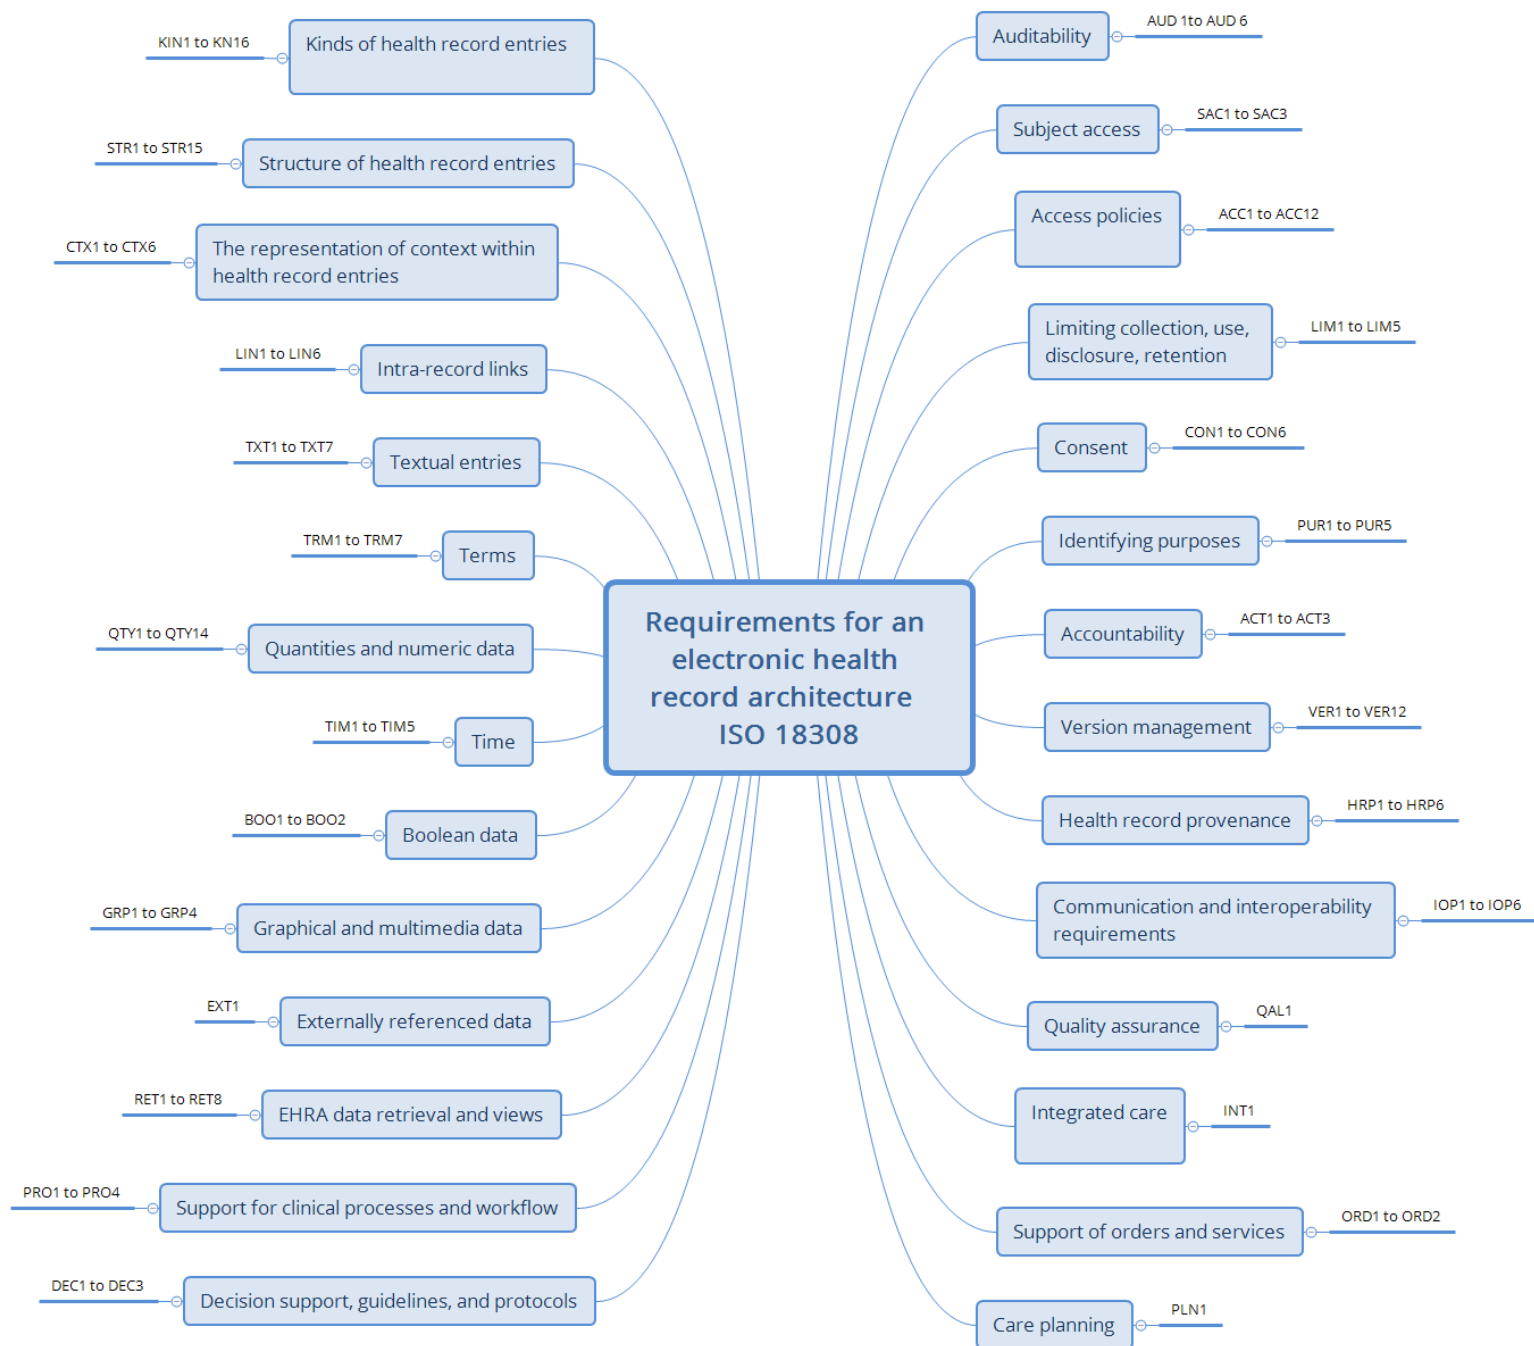 Requirements for an
electronic health
record architecture
ISO 18308
Kinds of health record entries
KIN1 to KN16
Structure of health record entries
STR1 to STR15
The representation of context within
health record entries
CTX1 to CTX6
Intra-record links
LIN1 to LIN6
Textual entries
TXT1 to TXT7
Terms
TRM1 to TRM7
Quantities and numeric data
QTY1 to QTY14
Time
TIM1 to TIM5
Boolean data
BOO1 to BOO2
Graphical and multimedia data
GRP1 to GRP4
Externally referenced data
EXT1
EHRA data retrieval and views
RET1 to RET8
Support for clinical processes and workflow
PRO1 to PRO4
Decision support, guidelines, and protocols
DEC1 to DEC3
Auditability
AUD 1to AUD 6
Subject access
SAC1 to SAC3
Access policies
ACC1 to ACC12
Limiting collection, use,
disclosure, retention
LIM1 to LIM5
Consent
CON1 to CON6
Identifying purposes
PUR1 to PUR5
Accountability
ACT1 to ACT3
Version management
VER1 to VER12
Health record provenance
HRP1 to HRP6
Communication and interoperability
requirements
IOP1 to IOP6
Quality assurance
QAL1
Integrated care
INT1
Support of orders and services
ORD1 to ORD2
Care planning
PLN1